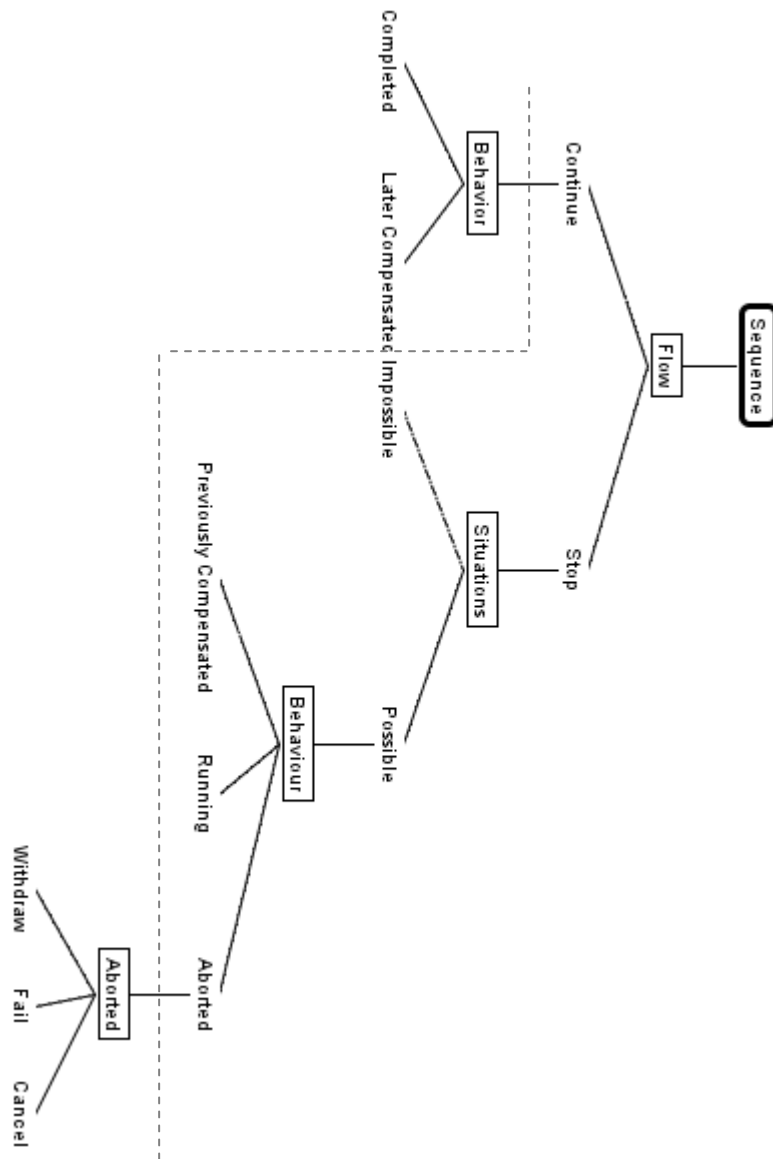 Sequence
Flow
Continue
Stop
Behavior
Situations
Completed
Later Compensated
Impossible
Possible
Behaviour
Previously Compensated
Running
Aborted
Aborted
Withdraw
Fail
Cancel